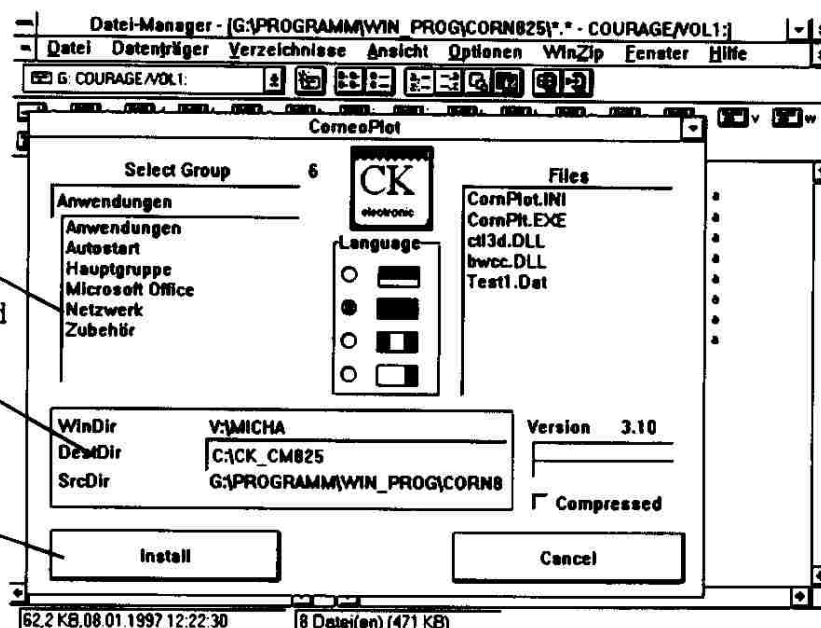 Datei-Manager - [G:\PROGRAMM\WIN_PROG\CORN825\*.* - COURAGE/VOL1:]
Datei Datenträger Verzeichnisse Ansicht Optionen WinZip Fenster Hilfe
G: COURAGE/VOL1:
v w
CorneoPlot
Select Group 6
CK
electronic
Files
Anwendungen
Anwendungen
Autostart
Hauptgruppe
Microsoft Office
Netzwerk
Zubehör
Language
CornPlot.INI
CornPlt.EXE
ctl3d.DLL
bwcc.DLL
Test1.Dat
a
a
a
a
a
a
a
a
WinDir V:\MICHA
DestDir C:\CK_CM825
SrcDir G:\PROGRAMM\WIN_PROG\CORN8
Version 3.10
Compressed
Install
Cancel
62,2 KB,08.01.1997 12:22:30 8 Datei(en) (471 KB)